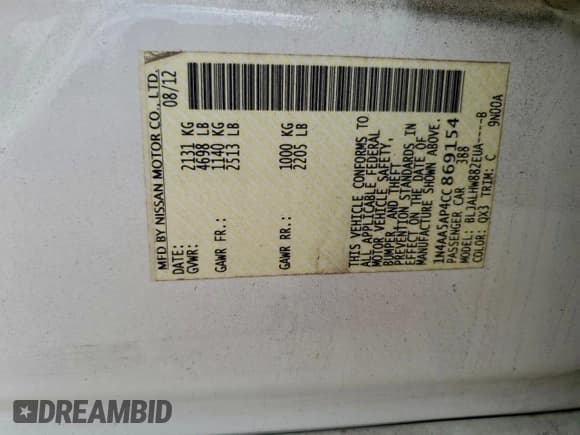 MFD BY NISSAN MOTOR CO., LTD.
DATE: 08/12
GVWR: 2131 KG
4698 LB
GAWR FR: 1140 KG
2513 LB
GAWR RR: 1000 KG
2205 LB
THIS VEHICLE CONFORMS TO
ALL APPLICABLE FEDERAL
MOTOR VEHICLE SAFETY,
BUMPER, AND THEFT
PREVENTION STANDARDS IN
EFFECT ON THE DATE OF
MANUFACTURE SHOWN ABOVE.
1N4AA5AP4CC869154
PASSENGER CAR 3B8
MODEL: BLJALHW882EUA----B
COLOR: QX3 TRIM: C 9N00A
DREAMBID